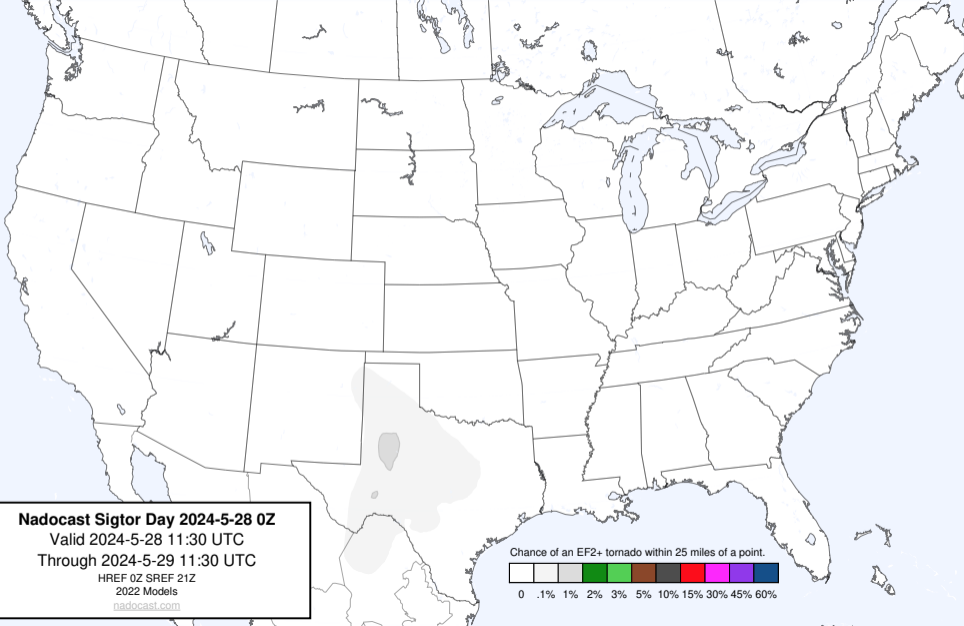 Nadocast Sigtor Day 2024-5-28 0Z
Valid 2024-5-28 11:30 UTC
Through 2024-5-29 11:30 UTC
HREF 0Z SREF 21Z
2022 Models
nadocast.com
Chance of an EF2+ tornado within 25 miles of a point.
0 .1% 1% 2% 3% 5% 10% 15% 30% 45% 60%